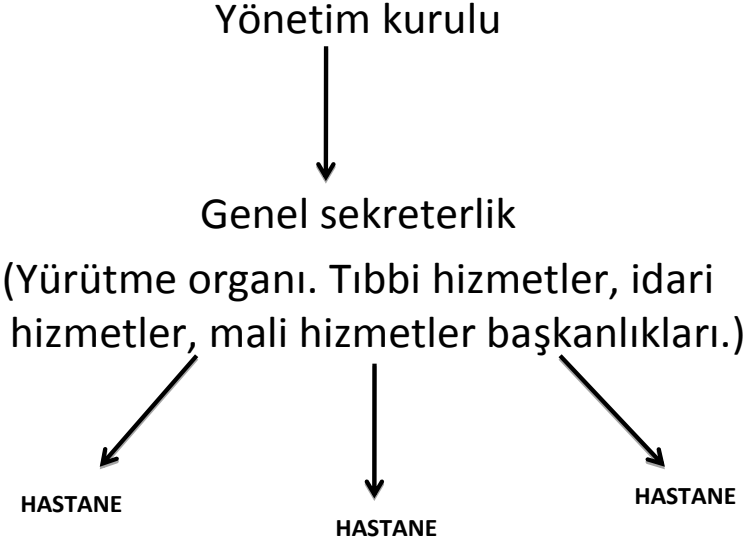 Yönetim kurulu
Genel sekreterlik
(Yürütme organı. Tıbbi hizmetler, idari
hizmetler, mali hizmetler başkanlıkları.)
HASTANE
HASTANE
HASTANE